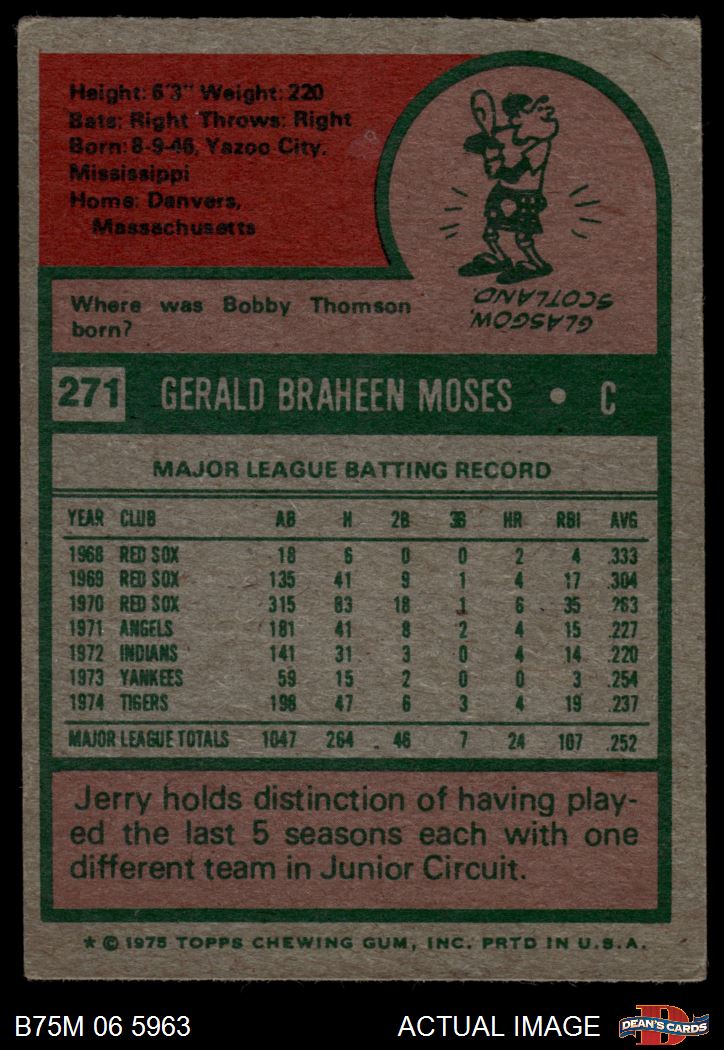 Height: 6'3" Weight: 220
Bats: Right Throws: Right
Born: 8-9-46, Yazoo City,
Mississippi
Home: Danvers,
Massachusetts
Where was Bobby Thomson
born?
GLASGOW,
SCOTLAND.
271 GERALD BRAHEEN MOSES • C
MAJOR LEAGUE BATTING RECORD
YEAR CLUB AB H 2B 3B HR RBI AVG
1968 RED SOX 18 6 0 0 2 4 .333
1969 RED SOX 135 41 9 1 4 17 .304
1970 RED SOX 315 83 18 1 6 35 .263
1971 ANGELS 181 41 8 2 4 15 .227
1972 INDIANS 141 31 3 0 4 14 .220
1973 YANKEES 59 15 2 0 0 3 .254
1974 TIGERS 198 47 6 3 4 19 .237
MAJOR LEAGUE TOTALS 1047 264 46 7 24 107 .252
Jerry holds distinction of having play-
ed the last 5 seasons each with one
different team in Junior Circuit.
* © 1975 TOPPS CHEWING GUM, INC. PRTD IN U.S.A.
B75M 06 5963 ACTUAL IMAGE D DEAN'S CARDS